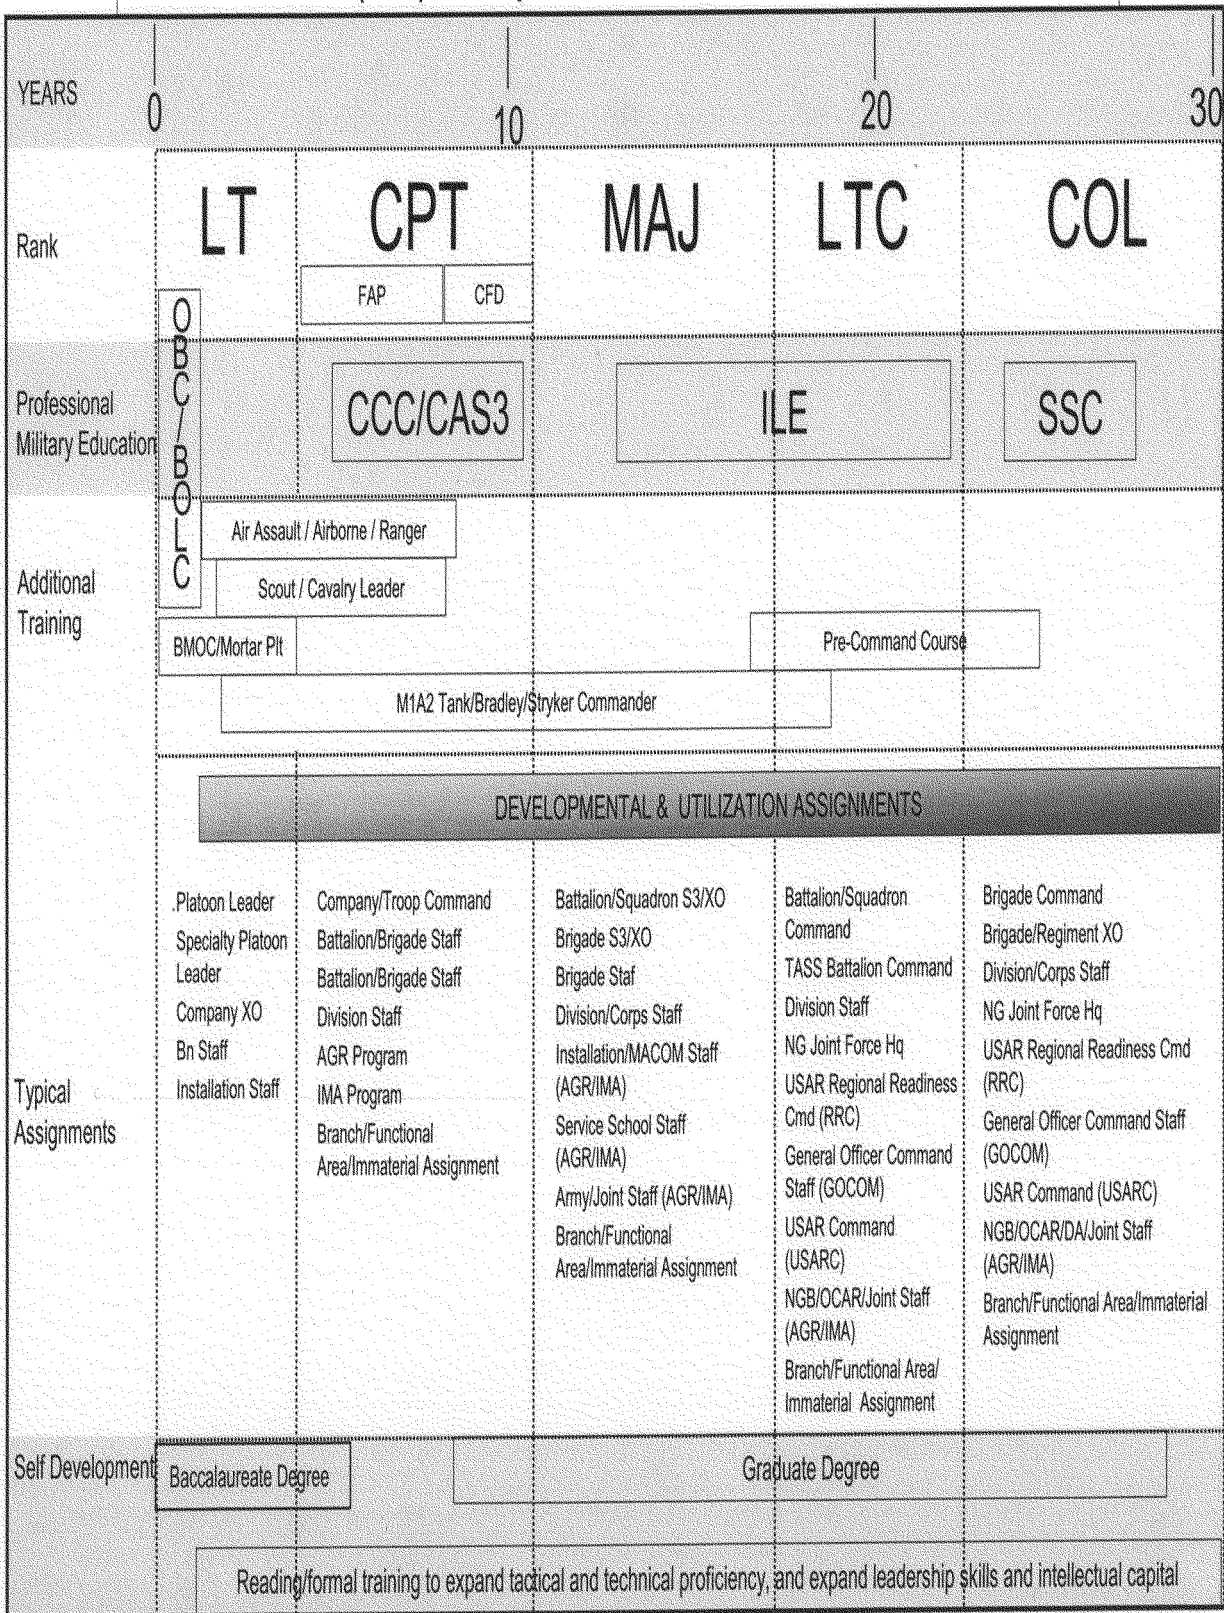 YEARS
0
10
20
30
Rank
LT
CPT
MAJ
LTC
COL
FAP
CFD
OBC/BOLC
Professional
Military Education
CCC/CAS3
ILE
SSC
Additional
Training
Air Assault / Airborne / Ranger
Scout / Cavalry Leader
BMOC/Mortar Plt
Pre-Command Course
M1A2 Tank/Bradley/Stryker Commander
DEVELOPMENTAL & UTILIZATION ASSIGNMENTS
Typical
Assignments
Platoon Leader
Specialty Platoon
Leader
Company XO
Bn Staff
Installation Staff
Company/Troop Command
Battalion/Brigade Staff
Battalion/Brigade Staff
Division Staff
AGR Program
IMA Program
Branch/Functional
Area/Immaterial Assignment
Battalion/Squadron S3/XO
Brigade S3/XO
Brigade Staf
Division/Corps Staff
Installation/MACOM Staff
(AGR/IMA)
Service School Staff
(AGR/IMA)
Army/Joint Staff (AGR/IMA)
Branch/Functional
Area/Immaterial Assignment
Battalion/Squadron
Command
TASS Battalion Command
Division Staff
NG Joint Force Hq
USAR Regional Readiness
Cmd (RRC)
General Officer Command
Staff (GOCOM)
USAR Command
(USARC)
NGB/OCAR/Joint Staff
(AGR/IMA)
Branch/Functional Area/
Immaterial Assignment
Brigade Command
Brigade/Regiment XO
Division/Corps Staff
NG Joint Force Hq
USAR Regional Readiness Cmd
(RRC)
General Officer Command Staff
(GOCOM)
USAR Command (USARC)
NGB/OCAR/DA/Joint Staff
(AGR/IMA)
Branch/Functional Area/Immaterial
Assignment
Self Development
Baccalaureate Degree
Graduate Degree
Reading/formal training to expand tactical and technical proficiency, and expand leadership skills and intellectual capital